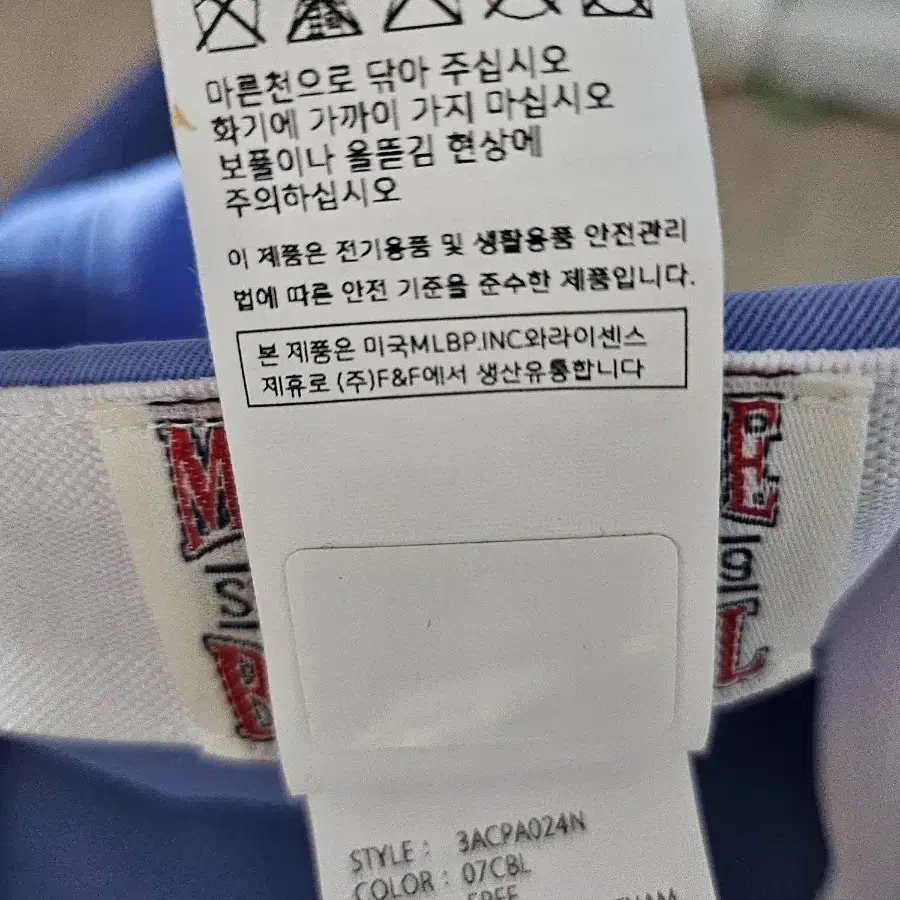 마른천으로 닦아 주십시오
화기에 가까이 가지 마십시오
보풀이나 올뜯김 현상에
주의하십시오
이 제품은 전기용품 및 생활용품 안전관리
법에 따른 안전 기준을 준수한 제품입니다.
본 제품은 미국MLBP.INC와라이센스
제휴로 (주)F&F에서 생산유통합니다
M E
S S
B L
STYLE : 3ACPA024N
COLOR : 07CBL
FREE